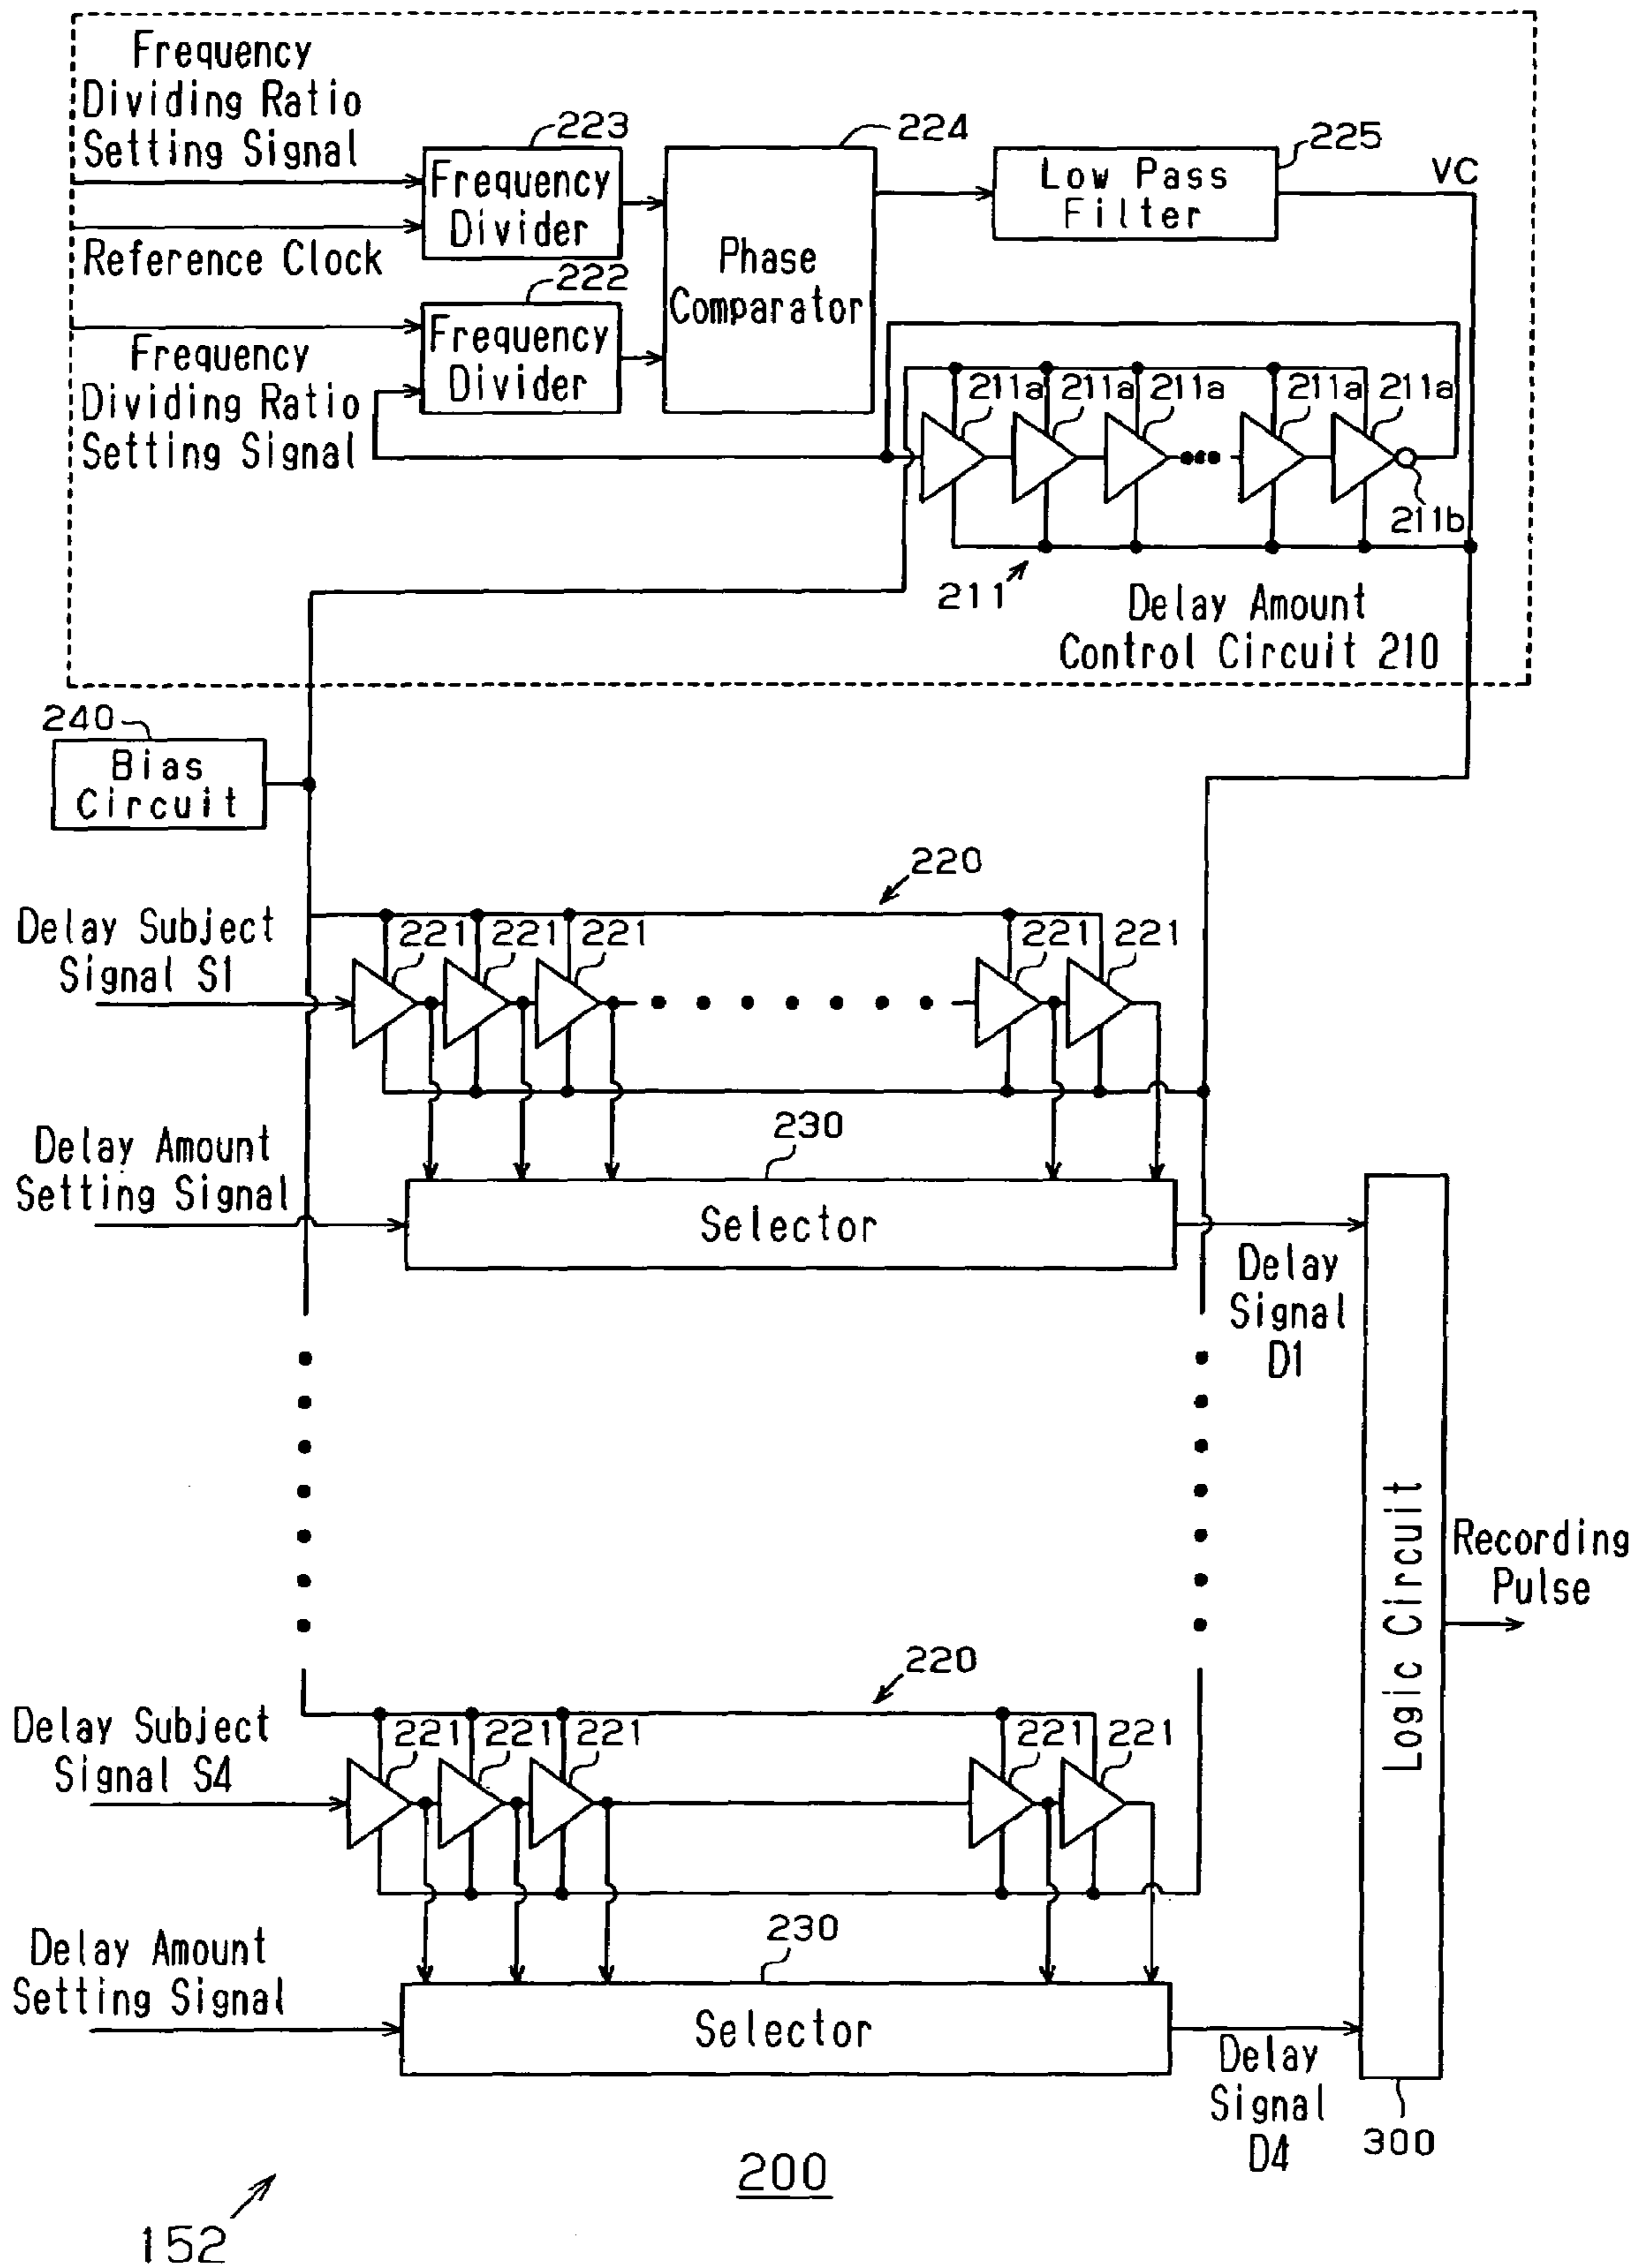 Frequency
Dividing Ratio
Setting Signal
223
224
225
VC
Frequency
Divider
Low Pass
Filter
Reference Clock
Phase
Comparator
222
Frequency
Divider
Frequency
Dividing Ratio
Setting Signal
211a
211a
211a
211a
211a
211b
211
Delay Amount
Control Circuit 210
240
Bias
Circuit
220
Delay Subject
Signal S1
221
221
221
221
221
230
Delay Amount
Setting Signal
Selector
Delay
Signal
D1
Logic Circuit
Recording
Pulse
220
Delay Subject
Signal S4
221
221
221
221
221
230
Delay Amount
Setting Signal
Selector
Delay
Signal
D4
300
200
152